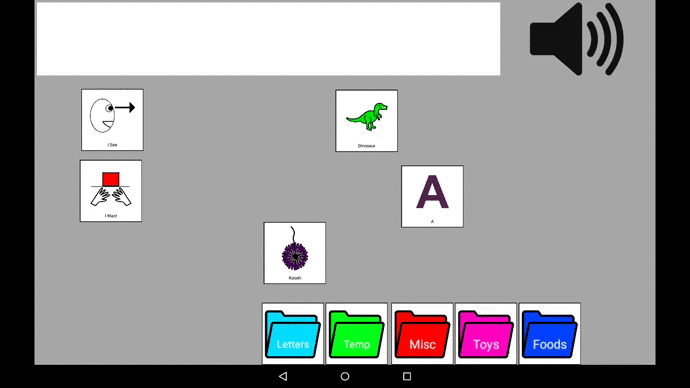 I See
Dinosaur
I Want
A
A
Koosh
Letters
Temp
Misc
Toys
Foods